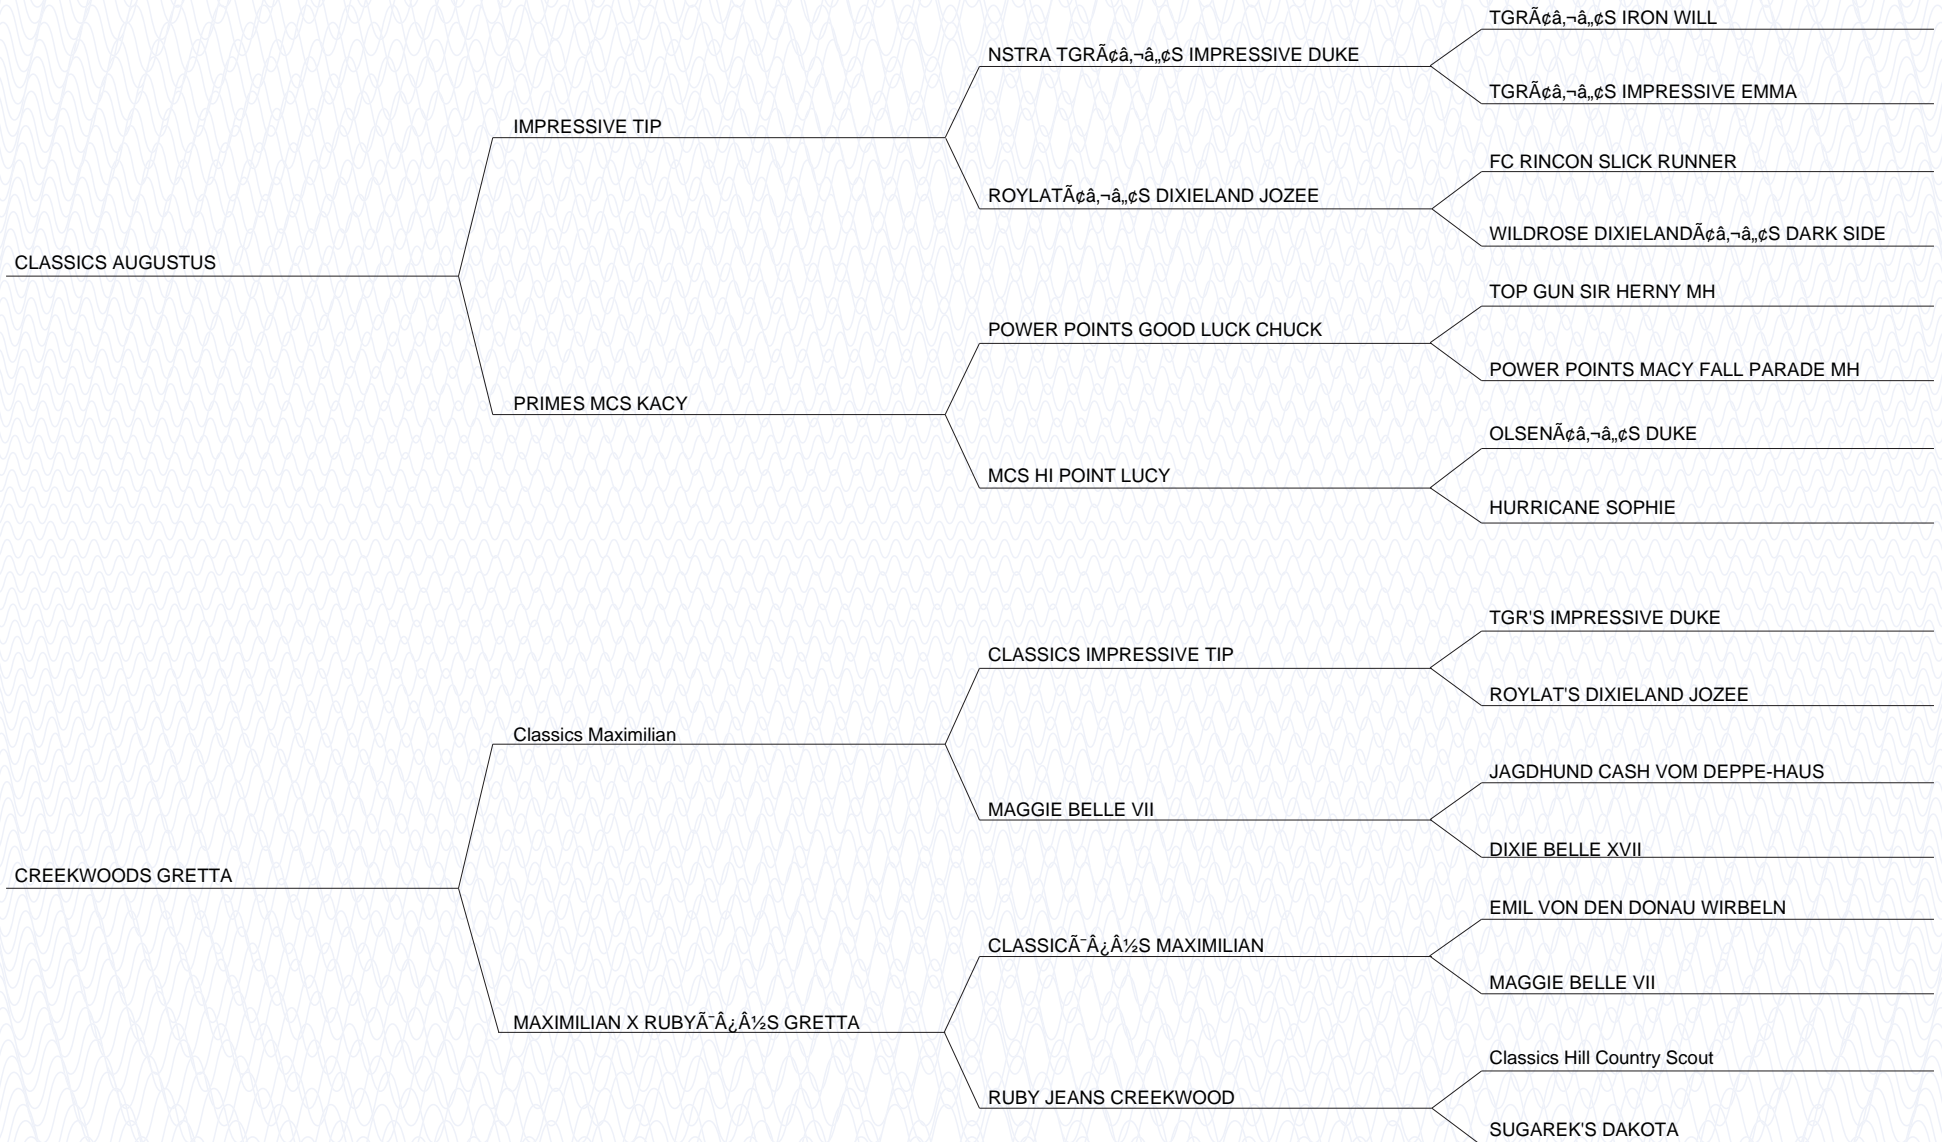 TGRÃ¢â‚¬â„¢S IRON WILL
NSTRA TGRÃ¢â‚¬â„¢S IMPRESSIVE DUKE
TGRÃ¢â‚¬â„¢S IMPRESSIVE EMMA
IMPRESSIVE TIP
FC RINCON SLICK RUNNER
ROYLATÃ¢â‚¬â„¢S DIXIELAND JOZEE
WILDROSE DIXIELANDÃ¢â‚¬â„¢S DARK SIDE
CLASSICS AUGUSTUS
TOP GUN SIR HERNY MH
POWER POINTS GOOD LUCK CHUCK
POWER POINTS MACY FALL PARADE MH
PRIMES MCS KACY
OLSENÃ¢â‚¬â„¢S DUKE
MCS HI POINT LUCY
HURRICANE SOPHIE
TGR'S IMPRESSIVE DUKE
CLASSICS IMPRESSIVE TIP
ROYLAT'S DIXIELAND JOZEE
Classics Maximilian
JAGDHUND CASH VOM DEPPE-HAUS
MAGGIE BELLE VII
DIXIE BELLE XVII
CREEKWOODS GRETTA
EMIL VON DEN DONAU WIRBELN
CLASSICÃ¯Â¿Â½S MAXIMILIAN
MAGGIE BELLE VII
MAXIMILIAN X RUBYÃ¯Â¿Â½S GRETTA
Classics Hill Country Scout
RUBY JEANS CREEKWOOD
SUGAREK'S DAKOTA